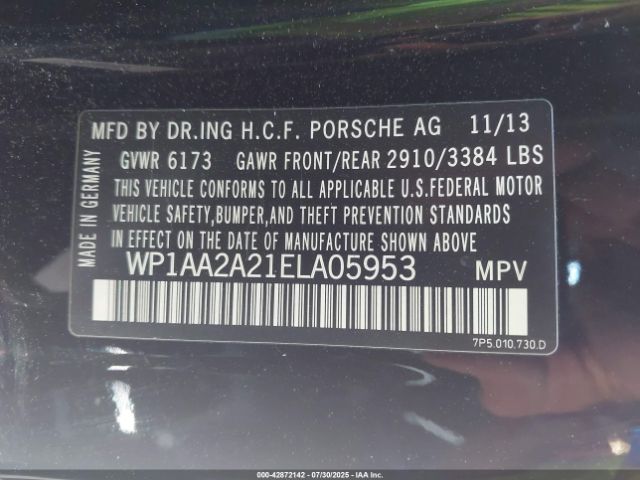 MFD BY DR.ING H.C.F. PORSCHE AG 11/13
GVWR 6173 GAWR FRONT/REAR 2910/3384 LBS
THIS VEHICLE CONFORMS TO ALL APPLICABLE U.S.FEDERAL MOTOR
VEHICLE SAFETY,BUMPER,AND THEFT PREVENTION STANDARDS
IN EFFECT ON THE DATE OF MANUFACTURE SHOWN ABOVE
MADE IN GERMANY
WP1AA2A21ELA05953 MPV
7P5.010.730.D
000-42872142 | 07/30/2025 | IAAI.COM